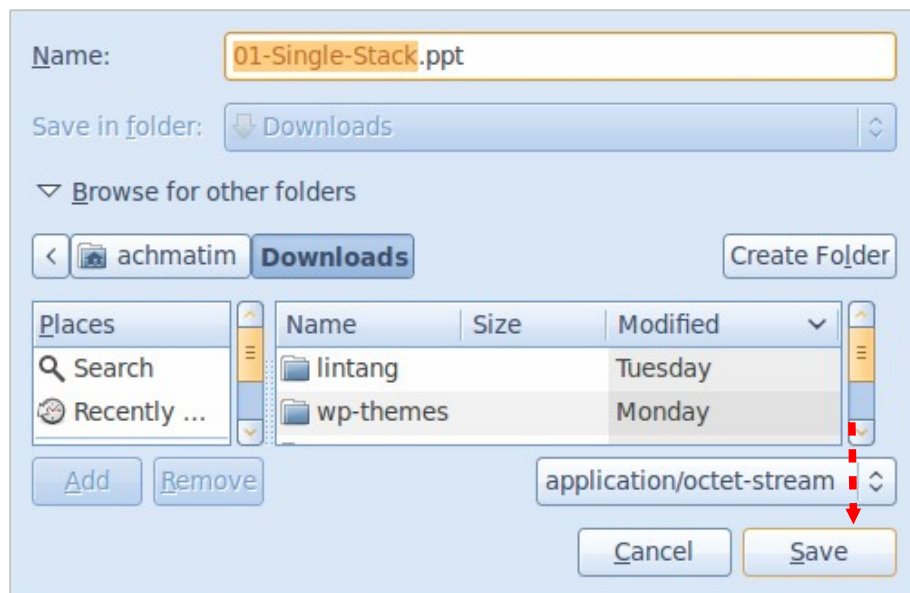 Name: 01-Single-Stack.ppt
Save in folder: Downloads
Browse for other folders
achmatim Downloads Create Folder
Places Name Size Modified
Search lintang Tuesday
Recently ... wp-themes Monday
Add Remove application/octet-stream
Cancel Save